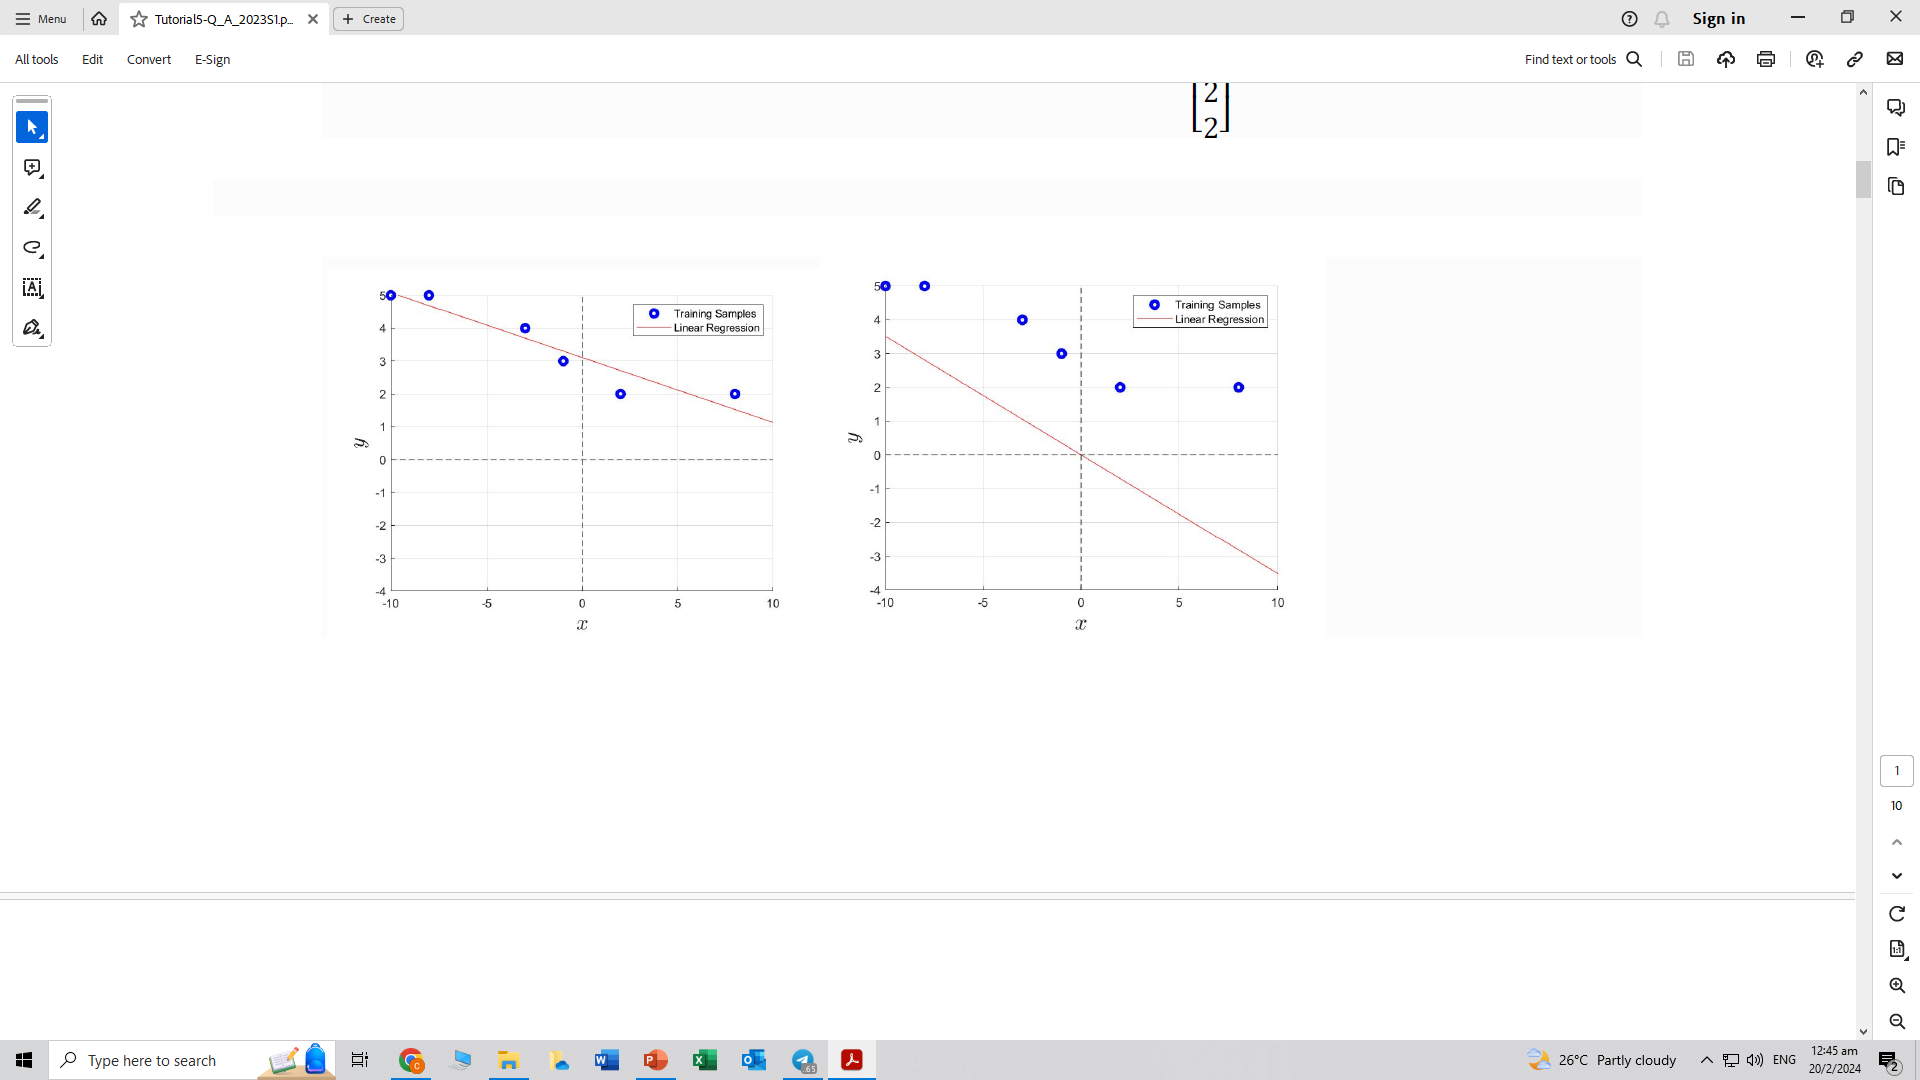 Menu
Tutorial5-Q_A_2023S1.p...
Create
Sign in
All tools
Edit
Convert
E-Sign
Find text or tools
2
2
5
4
3
2
1
0
-1
-2
-3
-4
-10
-5
0
5
10
y
x
Training Samples
Linear Regression
5
4
3
2
1
0
-1
-2
-3
-4
-10
-5
0
5
10
y
x
Training Samples
Linear Regression
1
10
Type here to search
.65
26°C Partly cloudy
ENG
12:45 am
20/2/2024
2